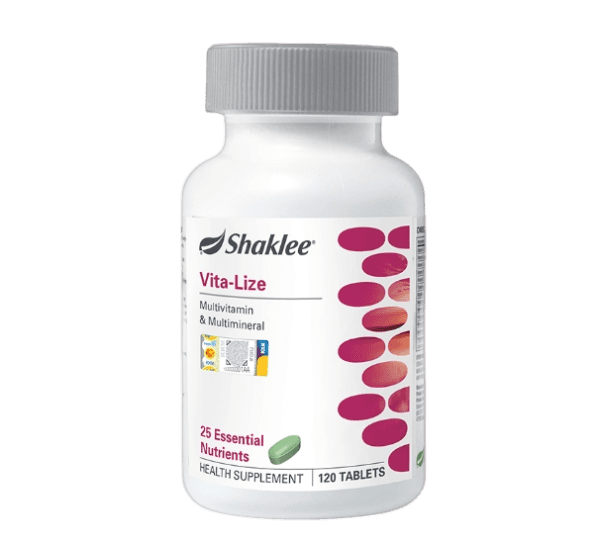 Shaklee®
Vita-Lize
Multivitamin
& Multimineral
25 Essential
Nutrients
HEALTH SUPPLEMENT
120 TABLETS